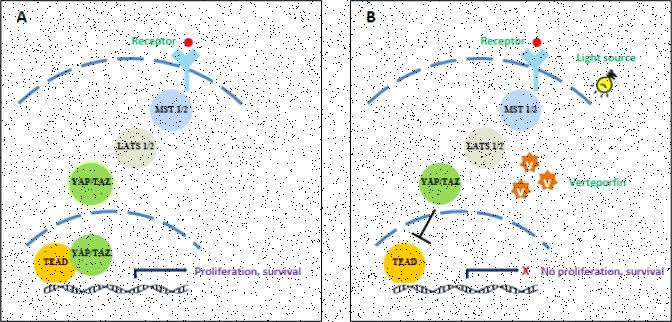 A
Receptor
MST 1/2
LATS 1/2
YAP/TAZ
YAP/TAZ
TEAD
Proliferation, survival
B
Receptor
Light source
MST 1/2
LATS 1/2
YAP/TAZ
V
V
V
Verteporfin
TEAD
X
No proliferation, survival